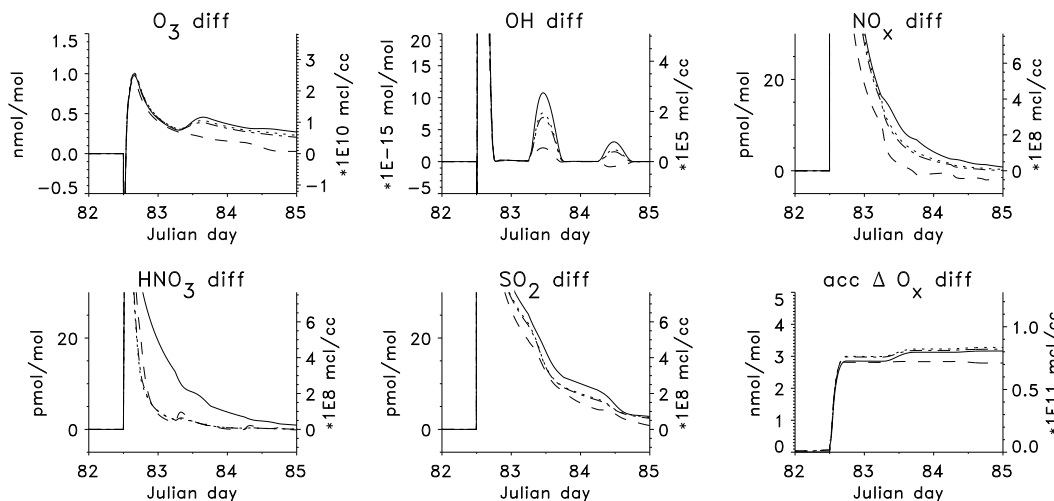 O3 diff
nmol/mol
1.5
1.0
0.5
0.0
−0.5
3
2
1
0
−1
*1E10 mcl/cc
82 83 84 85
Julian day
OH diff
*1E−15 mol/mol
20
15
10
5
0
−5
4
2
0
*1E5 mcl/cc
82 83 84 85
Julian day
NOx diff
pmol/mol
20
0
6
4
2
0
*1E8 mcl/cc
82 83 84 85
Julian day
HNO3 diff
pmol/mol
20
0
6
4
2
0
*1E8 mcl/cc
82 83 84 85
Julian day
SO2 diff
pmol/mol
20
0
6
4
2
0
*1E8 mcl/cc
82 83 84 85
Julian day
acc Δ Ox diff
nmol/mol
5
4
3
2
1
0
1.0
0.5
0.0
*1E11 mcl/cc
82 83 84 85
Julian day